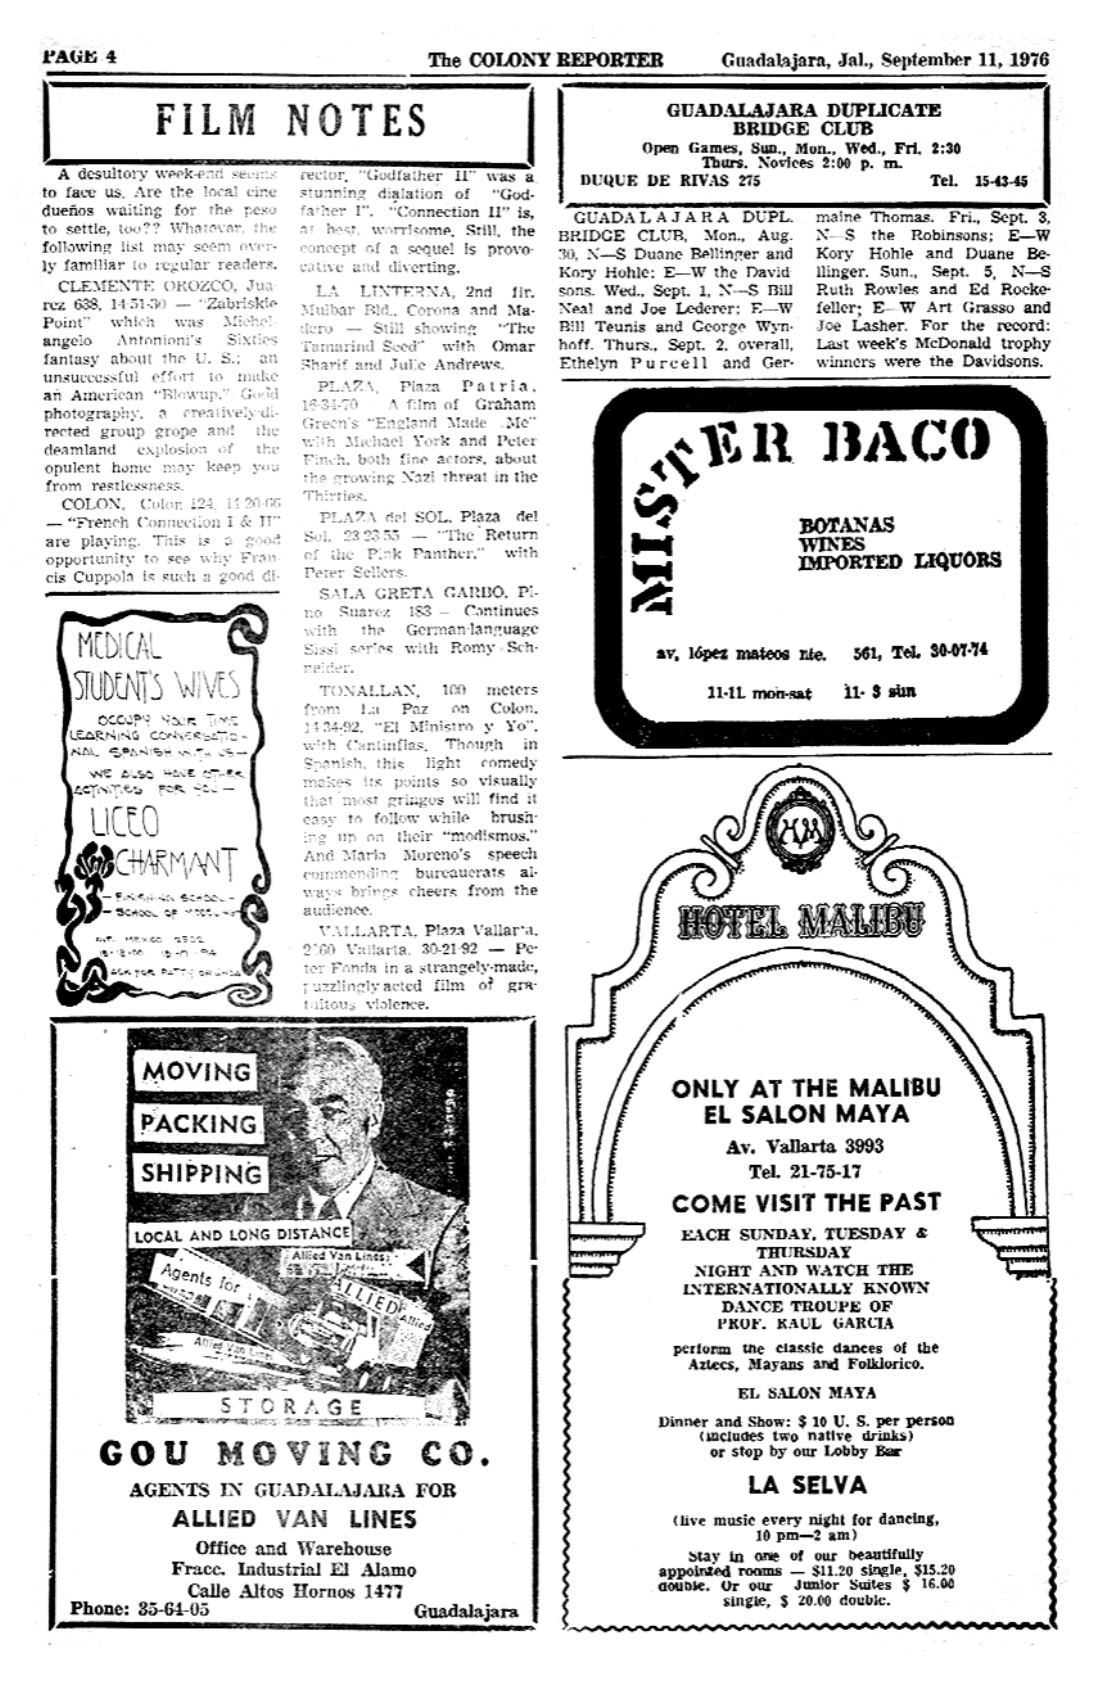 PAGE 4
The COLONY REPORTER
Guadalajara, Jal., September 11, 1976
FILM NOTES
A desultory week-end seems
to face us. Are the local cine
dueños waiting for the peso
to settle, too?? Whatovar, the
following list may seem over-
ly familiar to regular readers.
CLEMENTE OROZCO, Jua-
rez 638, 14-51-30 — "Zabriskie
Point" which was Michel-
angelo Antonioni's Sixties
fantasy about the U. S.; an
unsuccessful effort to make
an American "Blowup." Godd
photography, a creatively-di-
rected group grope and the
deamland explosion of the
opulent home may keep you
from restlessness.
COLON, Colon 124, 14-20-66
— "French Connection I & II"
are playing. This is a good
opportunity to see why Fran-
cis Cuppola is such a good di-
rector. "Godfather II" was a
stunning dialation of "God-
father I". "Connection II" is,
at best, worrisome. Still, the
concept of a sequel is provo-
cative and diverting.
LA LINTERNA, 2nd flr.
Mulbar Bld., Corona and Ma-
dero — Still showing "The
Tamarind Seed" with Omar
Sharif and Julie Andrews.
PLAZA, Plaza Patria,
16-34-70 A film of Graham
Green's "England Made Me"
with Michael York and Peter
Finch, both fine actors, about
the growing Nazi threat in the
Thirties.
PLAZA del SOL, Plaza del
Sol, 23-23-55 — "The Return
of the Pink Panther," with
Peter Sellers.
SALA GRETA GARBO, Pi-
no Suarez 183 — Continues
with the German-language
Sissi series with Romy Sch-
neider.
TONALLAN, 100 meters
from La Paz on Colon,
14-34-92, "El Ministro y Yo",
with Cantinflas. Though in
Spanish, this light comedy
makes its points so visually
that most gringos will find it
easy to follow while brush-
ing up on their "modismos."
And Maria Moreno's speech
commending bureaucrats al-
ways brings cheers from the
audience.
VALLARTA, Plaza Vallarta,
2760 Vallarta, 30-21-92 — Pe-
ter Fonda in a strangely-made,
puzzlingly acted film of gra-
tuitous violence.
MEDICAL
STUDENT'S WIVES
OCCUPY YOUR TIME
LEARNING CONVERSATIO-
NAL SPANISH WITH US—
WE ALSO HAVE OTHER
ACTIVITIES FOR YOU—
LICEO
CHARMANT
— FINISHING SCHOOL —
— SCHOOL OF MODELING
AVE. MEXICO
ASK FOR PATTY OR
MOVING
PACKING
SHIPPING
LOCAL AND LONG DISTANCE
Allied Van Lines
Agents for
ALLIED
Allied
Allied Van Lines
STORAGE
GOU MOVING CO.
AGENTS IN GUADALAJARA FOR
ALLIED VAN LINES
Office and Warehouse
Fracc. Industrial El Alamo
Calle Altos Hornos 1477
Phone: 35-64-05 Guadalajara
GUADALAJARA DUPLICATE
BRIDGE CLUB
Open Games, Sun., Mon., Wed., Fri. 2:30
Thurs. Novices 2:00 p. m.
DUQUE DE RIVAS 275 Tel. 15-43-45
GUADALAJARA DUPL.
BRIDGE CLUB, Mon., Aug.
30, N—S Duane Bellinger and
Kory Hohle; E—W the David
sons. Wed., Sept. 1, N—S Bill
Neal and Joe Lederer; E—W
Bill Teunis and George Wyn-
hoff. Thurs., Sept. 2, overall,
Ethelyn Purcell and Ger-
maine Thomas. Fri., Sept. 3,
N—S the Robinsons; E—W
Kory Hohle and Duane Be-
llinger. Sun., Sept. 5, N—S
Ruth Rowles and Ed Rocke-
feller; E—W Art Grasso and
Joe Lasher. For the record:
Last week's McDonald trophy
winners were the Davidsons.
MISTER BACO
BOTANAS
WINES
IMPORTED LIQUORS
av, lópez mateos nte. 561, Tel. 30-07-74
11-11 mon-sat 11- 3 sun
HM
HOTEL MALIBU
ONLY AT THE MALIBU
EL SALON MAYA
Av. Vallarta 3993
Tel. 21-75-17
COME VISIT THE PAST
EACH SUNDAY, TUESDAY &
THURSDAY
NIGHT AND WATCH THE
INTERNATIONALLY KNOWN
DANCE TROUPE OF
PROF. RAUL GARCIA
perform the classic dances of the
Aztecs, Mayans and Folklorico.
EL SALON MAYA
Dinner and Show: $ 10 U. S. per person
(includes two native drinks)
or stop by our Lobby Bar
LA SELVA
(live music every night for dancing,
10 pm—2 am)
Stay in one of our beautifully
appointed rooms — $11.20 single, $15.20
double. Or our Junior Suites $ 16.00
single, $ 20.00 double.